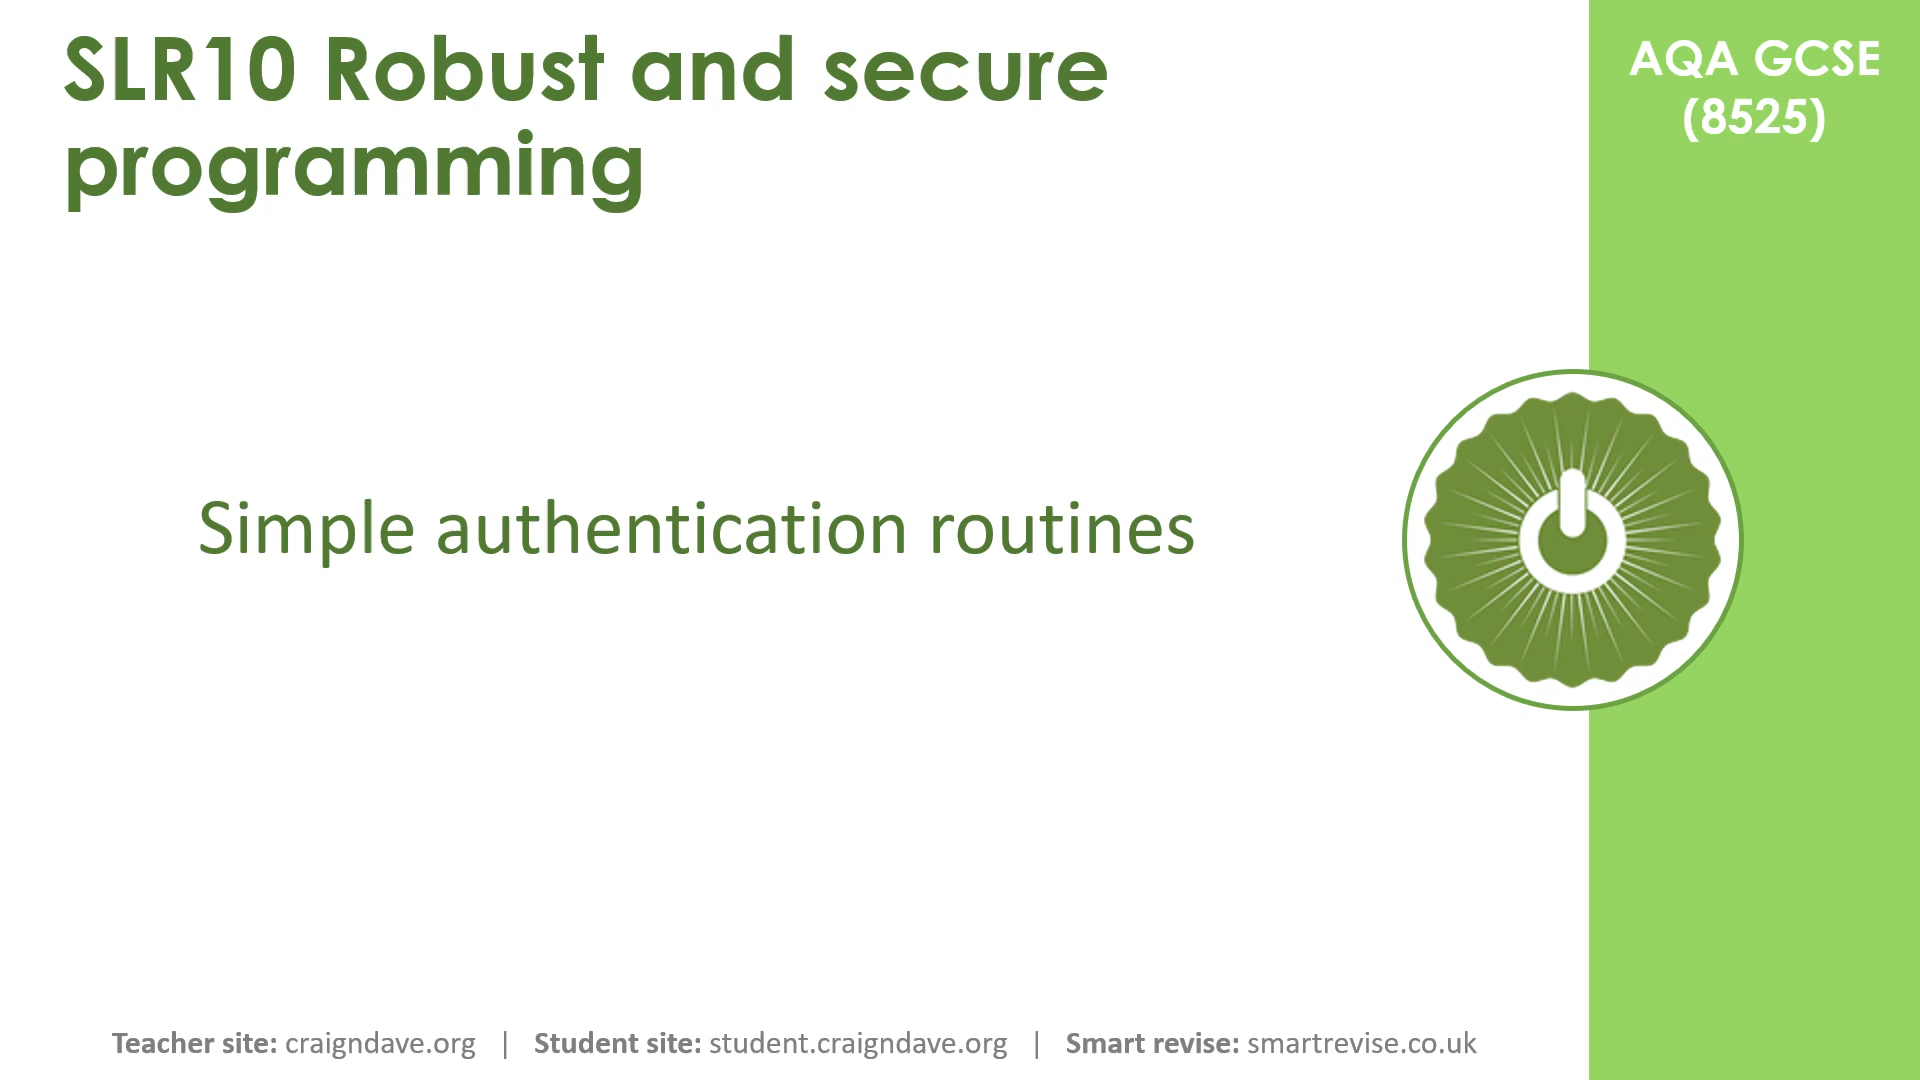 SLR10 Robust and secure
programming
AQA GCSE
(8525)
Simple authentication routines
Teacher site: craigndave.org | Student site: student.craigndave.org | Smart revise: smartrevise.co.uk